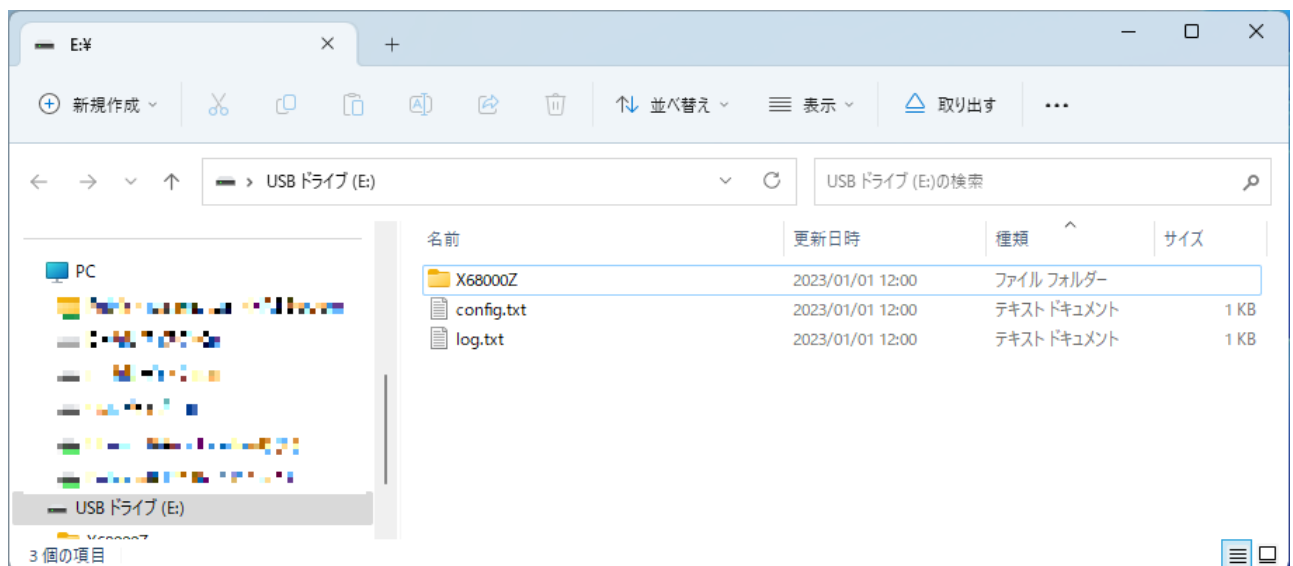 E:¥
新規作成
並べ替え
表示
取り出す
USB ドライブ (E:)
USB ドライブ (E:)の検索
名前 更新日時 種類 サイズ
PC
X68000Z 2023/01/01 12:00 ファイル フォルダー
config.txt 2023/01/01 12:00 テキスト ドキュメント 1 KB
log.txt 2023/01/01 12:00 テキスト ドキュメント 1 KB
USB ドライブ (E:)
3 個の項目